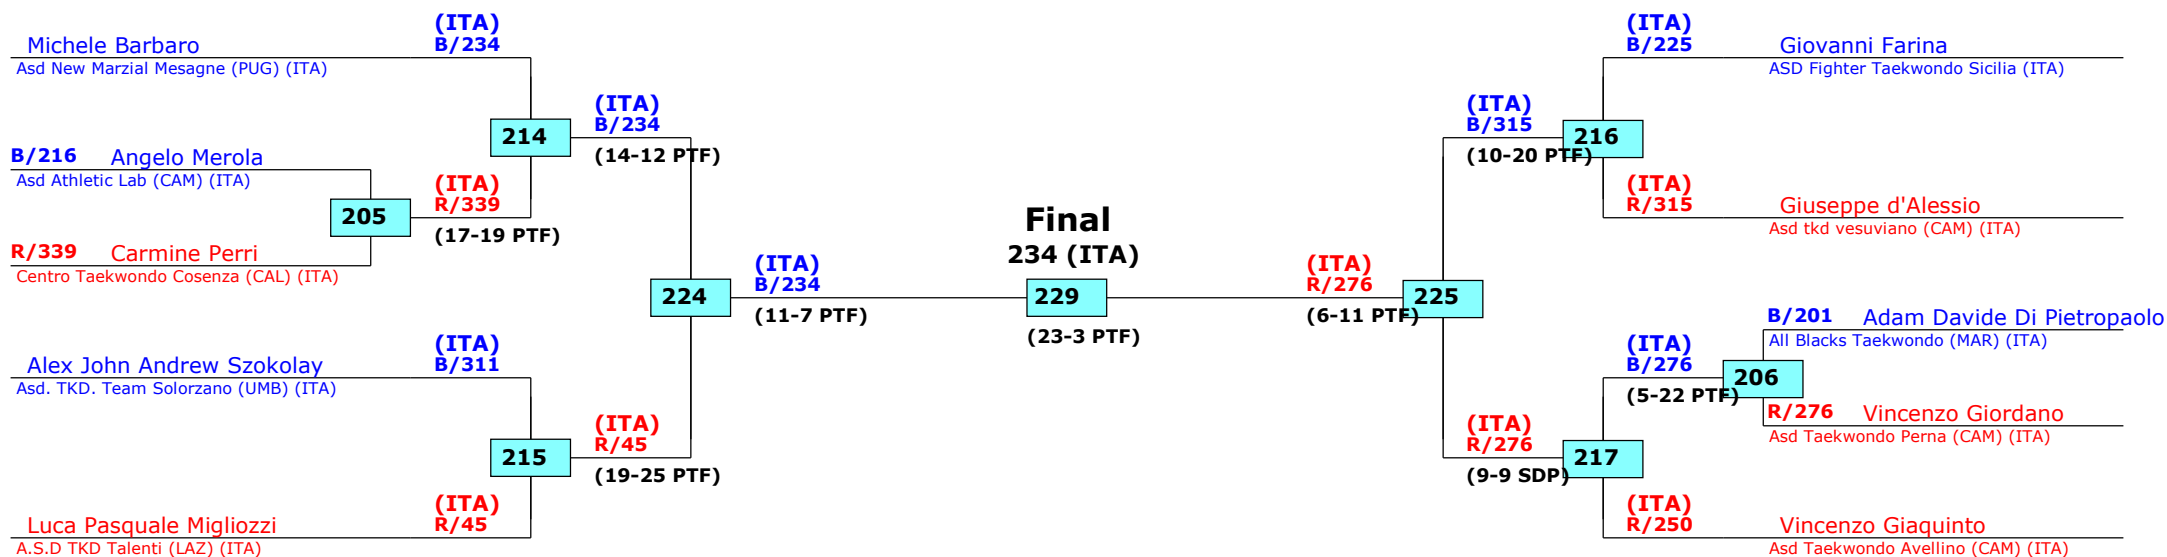 (ITA)
B/234
Michele Barbaro
Asd New Marzial Mesagne (PUG) (ITA)
214
(ITA)
B/234
(14-12 PTF)
B/216 Angelo Merola
Asd Athletic Lab (CAM) (ITA)
205
(ITA)
R/339
(17-19 PTF)
R/339 Carmine Perri
Centro Taekwondo Cosenza (CAL) (ITA)
224
(ITA)
B/234
(11-7 PTF)
(ITA)
B/311
Alex John Andrew Szokolay
Asd. TKD. Team Solorzano (UMB) (ITA)
215
(ITA)
R/45
(19-25 PTF)
(ITA)
R/45
Luca Pasquale Migliozzi
A.S.D TKD Talenti (LAZ) (ITA)
Final
234 (ITA)
229
(23-3 PTF)
(ITA)
B/225
Giovanni Farina
ASD Fighter Taekwondo Sicilia (ITA)
(ITA)
B/315
216
(10-20 PTF)
(ITA)
R/315
Giuseppe d'Alessio
Asd tkd vesuviano (CAM) (ITA)
(ITA)
R/276
225
(6-11 PTF)
B/201 Adam Davide Di Pietropaolo
All Blacks Taekwondo (MAR) (ITA)
(ITA)
B/276
206
(5-22 PTF)
R/276 Vincenzo Giordano
Asd Taekwondo Perna (CAM) (ITA)
(ITA)
R/276
217
(9-9 SDP)
(ITA)
R/250
Vincenzo Giaquinto
Asd Taekwondo Avellino (CAM) (ITA)